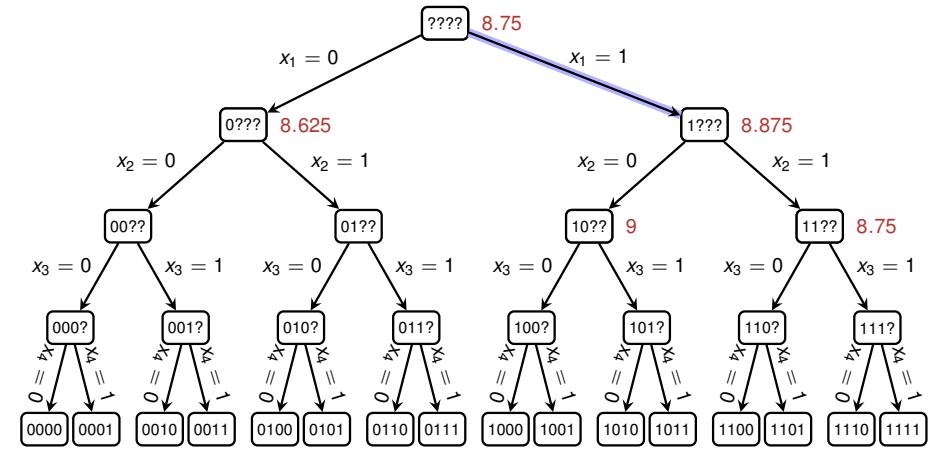 ???? 8.75
x₁ = 0 x₁ = 1
0??? 8.625 1??? 8.875
x₂ = 0 x₂ = 1 x₂ = 0 x₂ = 1
00?? 01?? 10?? 9 11?? 8.75
x₃ = 0 x₃ = 1 x₃ = 0 x₃ = 1 x₃ = 0 x₃ = 1 x₃ = 0 x₃ = 1
000? 001? 010? 011? 100? 101? 110? 111?
x₄ = 0 x₄ = 1 x₄ = 0 x₄ = 1 x₄ = 0 x₄ = 1 x₄ = 0 x₄ = 1 x₄ = 0 x₄ = 1 x₄ = 0 x₄ = 1 x₄ = 0 x₄ = 1 x₄ = 0 x₄ = 1
0000 0001 0010 0011 0100 0101 0110 0111 1000 1001 1010 1011 1100 1101 1110 1111